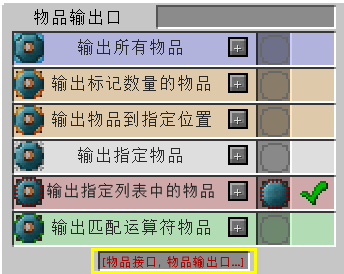 物品输出口
输出所有物品
输出标记数量的物品
输出物品到指定位置
输出指定物品
输出指定列表中的物品
输出匹配运算符物品
[物品接口, 物品输出口...]